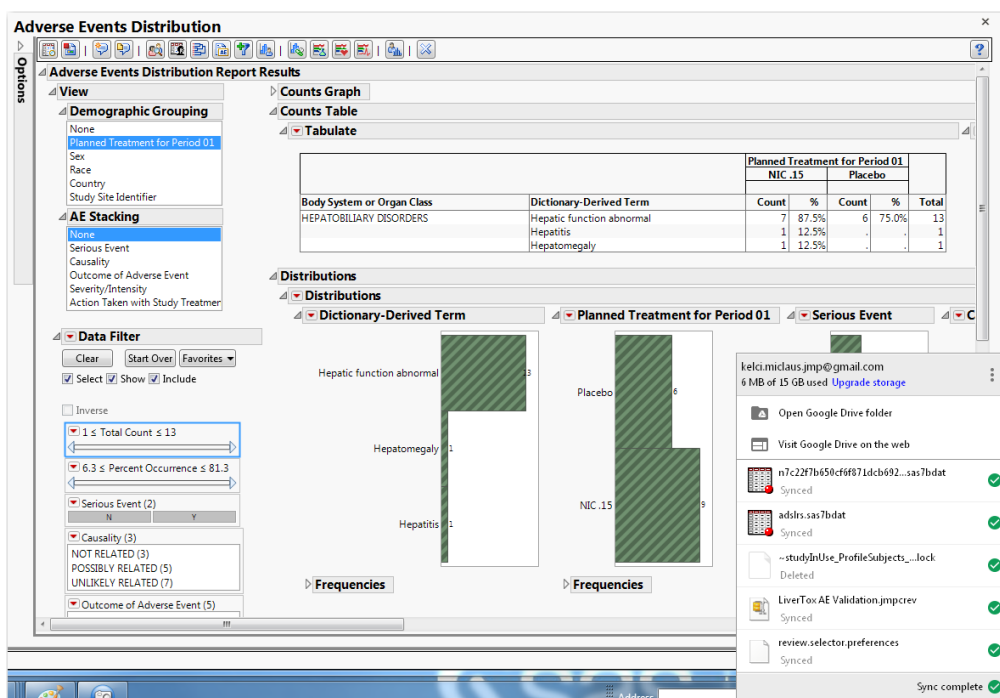 Adverse Events Distribution
×
Options
?
Adverse Events Distribution Report Results
View
Demographic Grouping
None
Planned Treatment for Period 01
Sex
Race
Country
Study Site Identifier
AE Stacking
None
Serious Event
Causality
Outcome of Adverse Event
Severity/Intensity
Action Taken with Study Treatmer
Data Filter
Clear Start Over Favorites
Select Show Include
Inverse
1 ≤ Total Count ≤ 13
6.3 ≤ Percent Occurrence ≤ 81.3
Serious Event (2)
N Y
Causality (3)
NOT RELATED (3)
POSSIBLY RELATED (5)
UNLIKELY RELATED (7)
Outcome of Adverse Event (5)
Counts Graph
Counts Table
Tabulate
Planned Treatment for Period 01
NIC .15 Placebo
Body System or Organ Class Dictionary-Derived Term Count % Count % Total
HEPATOBILIARY DISORDERS Hepatic function abnormal 7 87.5% 6 75.0% 13
Hepatitis 1 12.5% . . 1
Hepatomegaly 1 12.5% . . 1
Distributions
Distributions
Dictionary-Derived Term Planned Treatment for Period 01 Serious Event C
Hepatic function abnormal 13
Hepatomegaly 1
Hepatitis 1
Placebo 6
NIC .15 9
Frequencies Frequencies
kelci.miclaus.jmp@gmail.com
6 MB of 15 GB used Upgrade storage
Open Google Drive folder
Visit Google Drive on the web
n7c22f7b650cf6f871dcb692...sas7bdat
Synced
adslrs.sas7bdat
Synced
~studyInUse_ProfileSubjects_...lock
Deleted
LiverTox AE Validation.jmpcrev
Synced
review.selector.preferences
Synced
Sync complete
Address